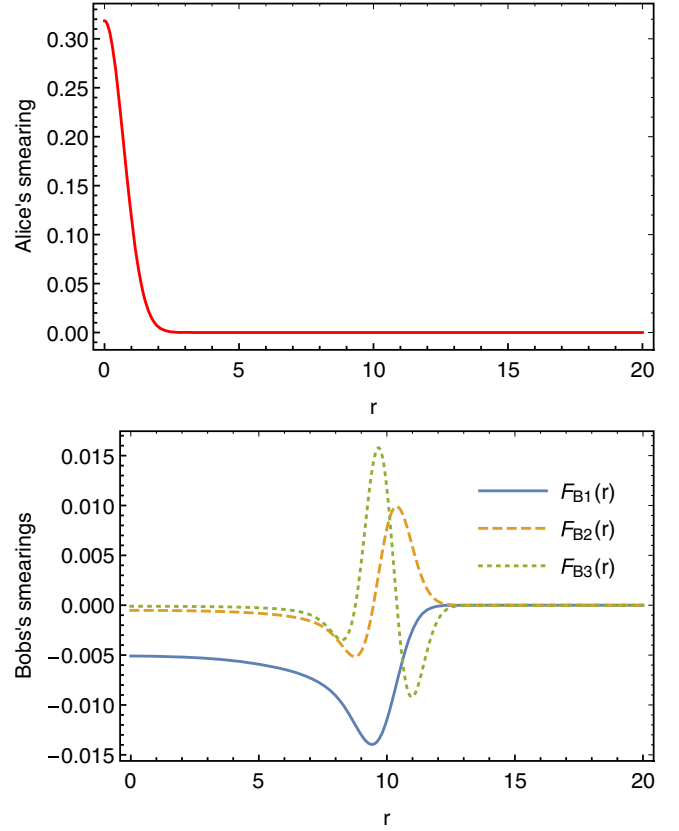 Alice's smearing
0.30
0.25
0.20
0.15
0.10
0.05
0.00
0 5 10 15 20
r
Bobs's smearings
0.015
0.010
0.005
0.000
−0.005
−0.010
−0.015
F_B1(r)
F_B2(r)
F_B3(r)
0 5 10 15 20
r